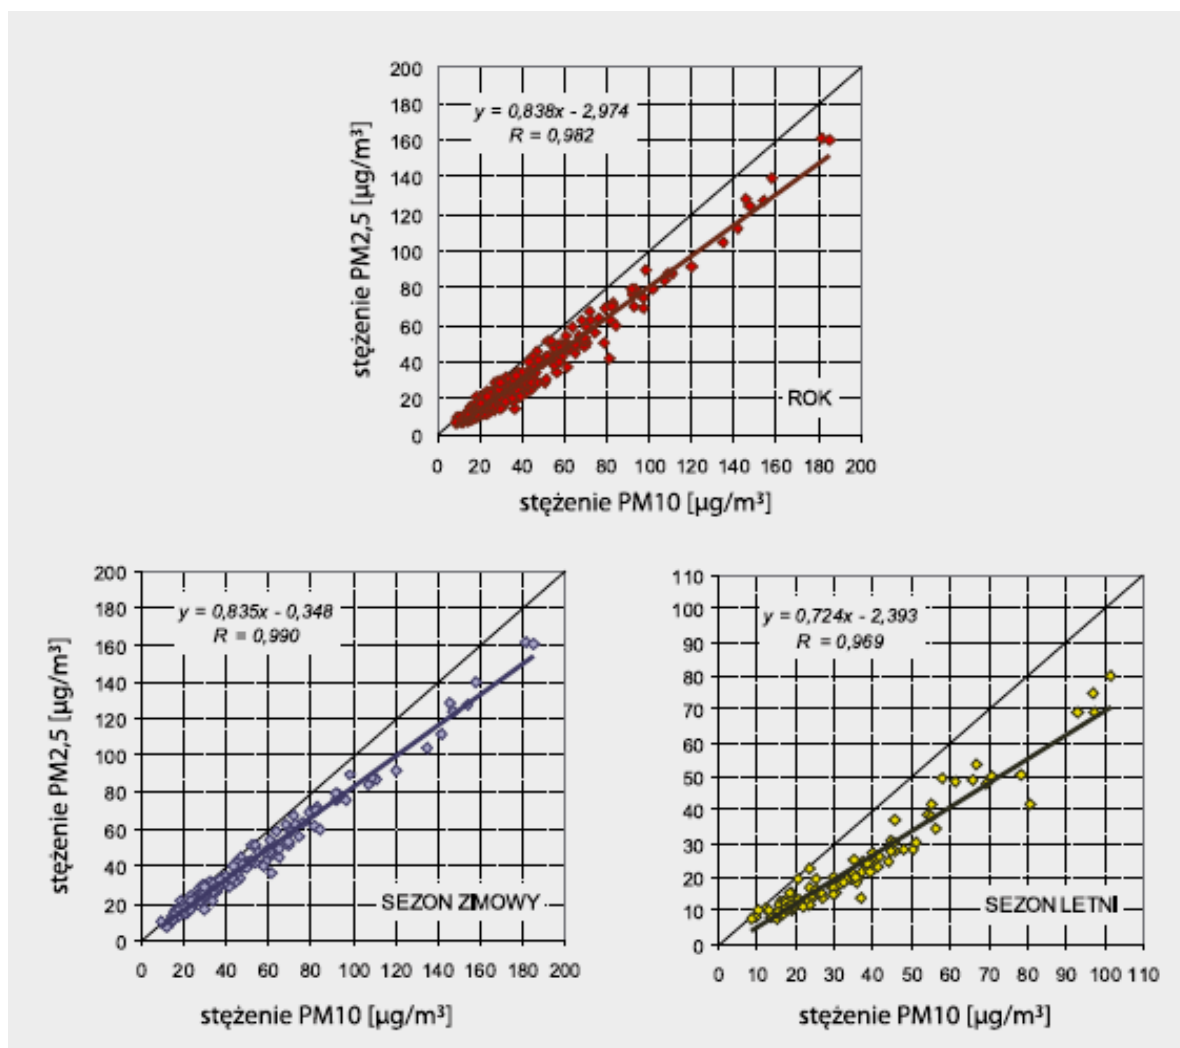 200
180
160
140
120
100
80
60
40
20
0
stężenie PM2,5 [µg/m³]
y = 0,838x - 2,974
R = 0,982
ROK
0 20 40 60 80 100 120 140 160 180 200
stężenie PM10 [µg/m³]
200
180
160
140
120
100
80
60
40
20
0
stężenie PM2,5 [µg/m³]
y = 0,835x - 0,348
R = 0,990
SEZON ZIMOWY
0 20 40 60 80 100 120 140 160 180 200
stężenie PM10 [µg/m³]
110
100
90
80
70
60
50
40
30
20
10
0
y = 0,724x - 2,393
R = 0,969
SEZON LETNI
0 10 20 30 40 50 60 70 80 90 100 110
stężenie PM10 [µg/m³]